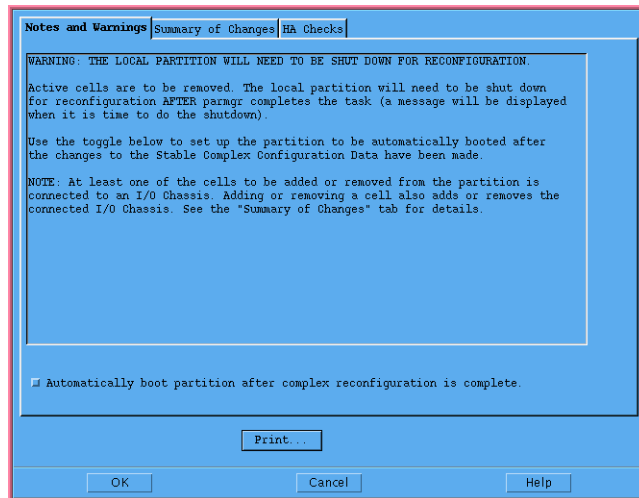 Notes and Warnings Summary of Changes HA Checks
WARNING: THE LOCAL PARTITION WILL NEED TO BE SHUT DOWN FOR RECONFIGURATION.
Active cells are to be removed. The local partition will need to be shut down
for reconfiguration AFTER parmgr completes the task (a message will be displayed
when it is time to do the shutdown).
Use the toggle below to set up the partition to be automatically booted after
the changes to the Stable Complex Configuration Data have been made.
NOTE: At least one of the cells to be added or removed from the partition is
connected to an I/O Chassis. Adding or removing a cell also adds or removes the
connected I/O Chassis. See the "Summary of Changes" tab for details.
Automatically boot partition after complex reconfiguration is complete.
Print...
OK Cancel Help